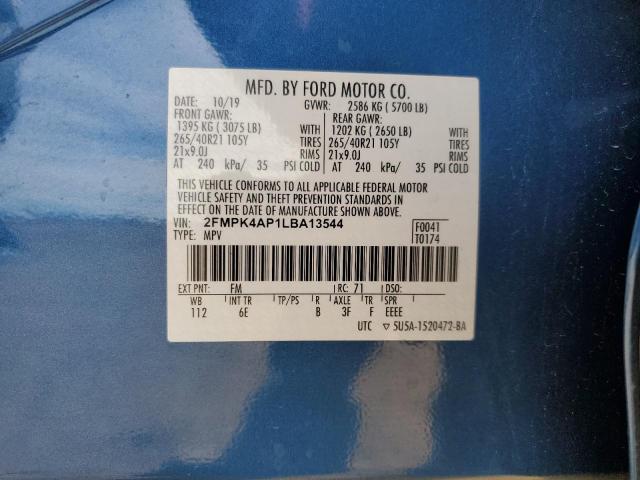 MFD. BY FORD MOTOR CO.
DATE: 10/19 GVWR: 2586 KG ( 5700 LB)
FRONT GAWR: REAR GAWR:
1395 KG ( 3075 LB) WITH 1202 KG ( 2650 LB) WITH
265/40R21 105Y TIRES 265/40R21 105Y TIRES
21x9.0J RIMS 21x9.0J RIMS
AT 240 kPa/ 35 PSI COLD AT 240 kPa/ 35 PSI COLD
THIS VEHICLE CONFORMS TO ALL APPLICABLE FEDERAL MOTOR
VEHICLE SAFETY AND THEFT PREVENTION STANDARDS IN
EFFECT ON THE DATE OF MANUFACTURE SHOWN ABOVE.
VIN: 2FMPK4AP1LBA13544 F0041
TYPE: MPV T0174
EXT PNT: FM RC: 71 DSO:
WB INT TR TP/PS R AXLE TR SPR
112 6E B 3F F EEEE
UTC ▽ 5U5A-1520472-BA